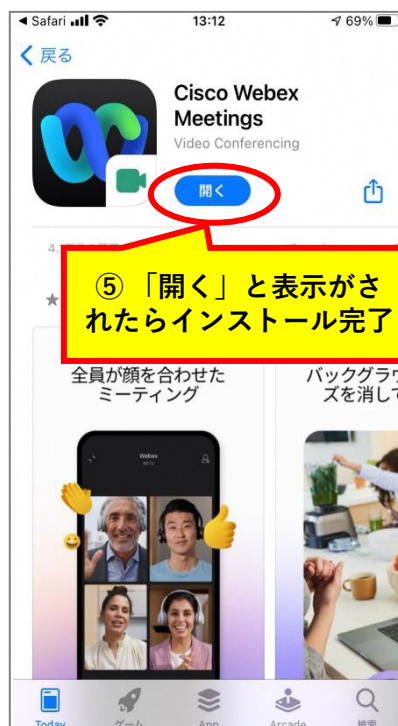 Safari 13:12 69%
戻る
Cisco Webex
Meetings
Video Conferencing
開く
⑤「開く」と表示がさ
れたらインストール完了
全員が顔を合わせた
ミーティング
バックグラウ
ズを消して
Webex
Today ゲーム App Arcade 検索